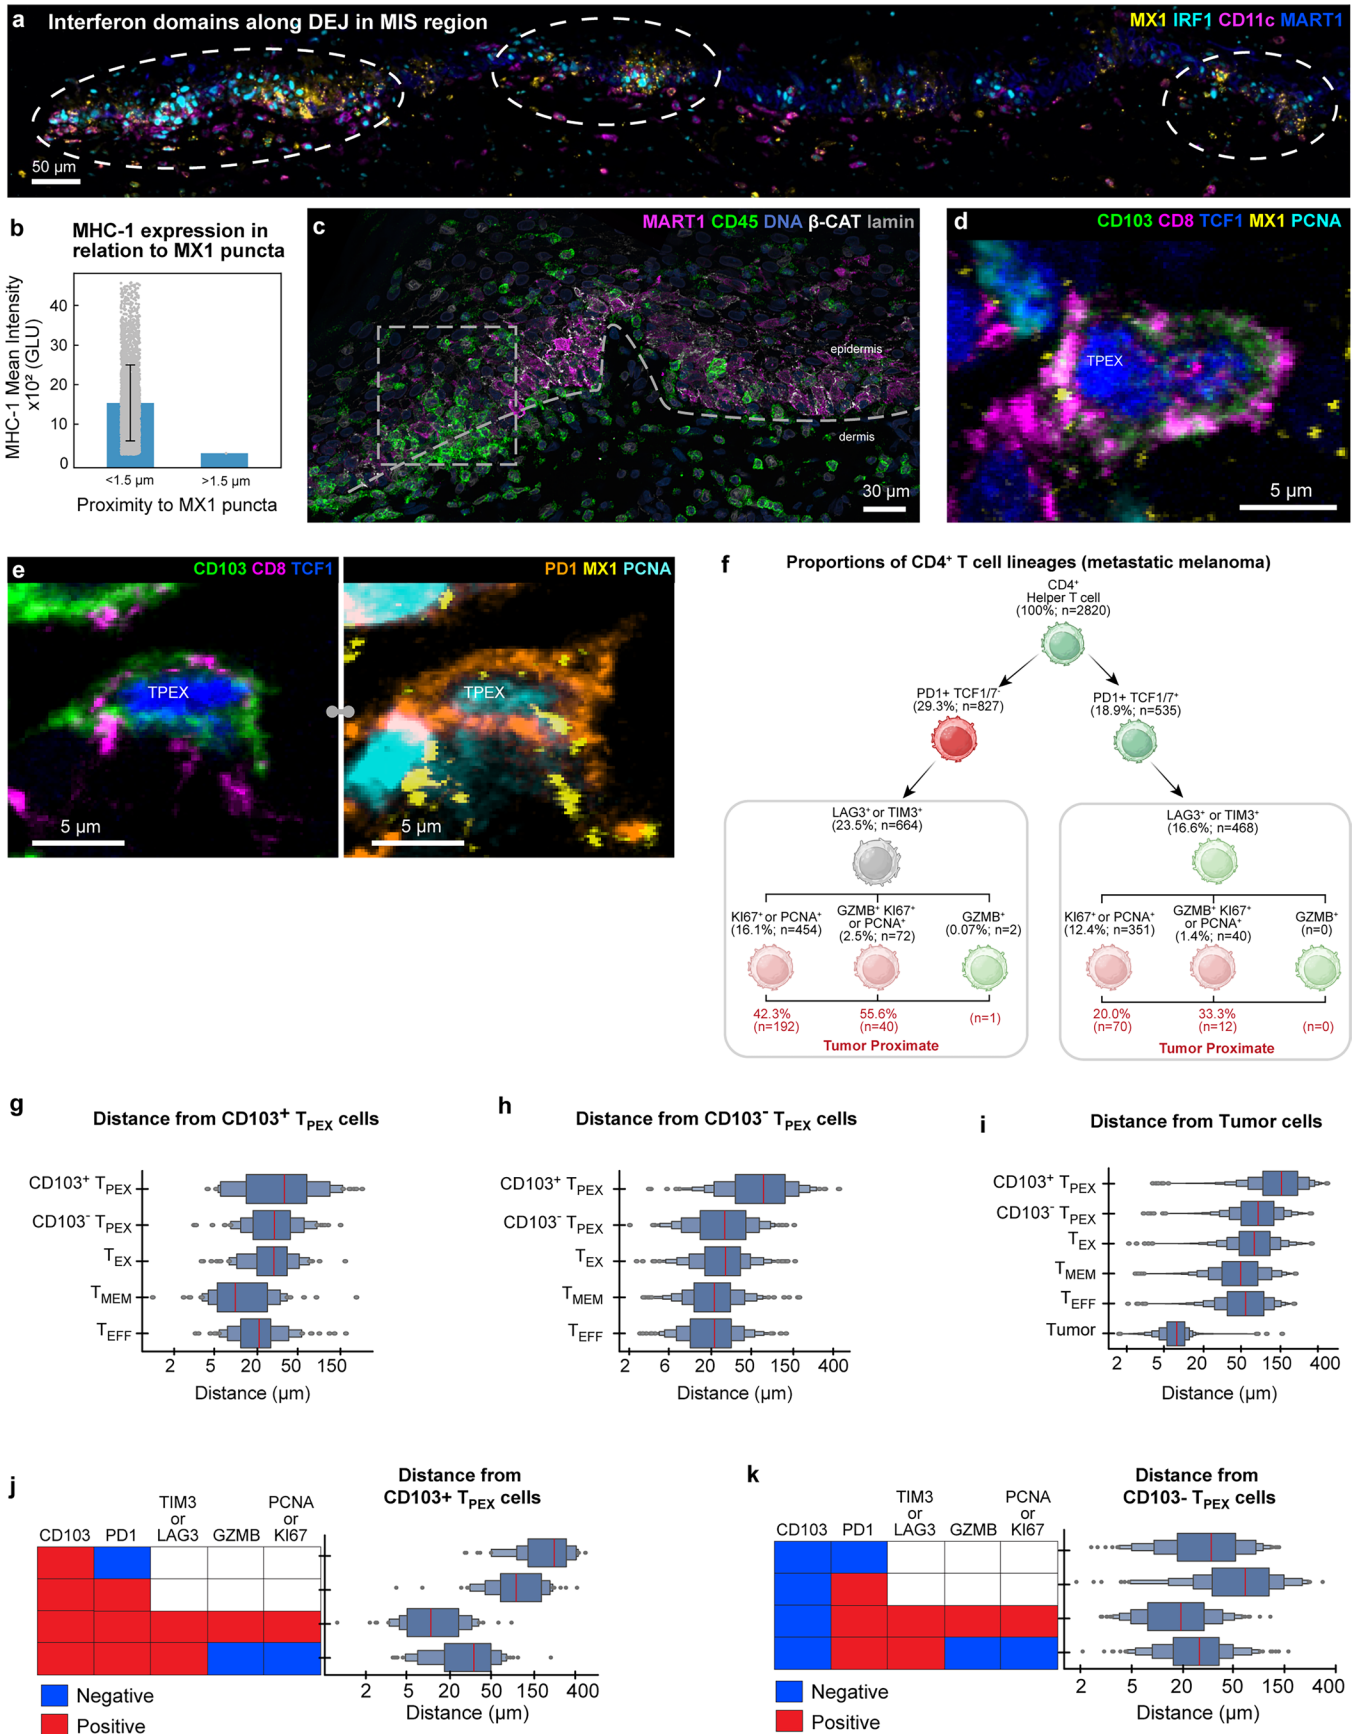 a
Interferon domains along DEJ in MIS region
MX1 IRF1 CD11c MART1
50 µm
b
MHC-1 expression in
relation to MX1 puncta
MHC-1 Mean Intensity
x10² (GLU)
40
30
20
10
0
<1.5 µm >1.5 µm
Proximity to MX1 puncta
c
MART1 CD45 DNA β-CAT lamin
epidermis
dermis
30 µm
d
CD103 CD8 TCF1 MX1 PCNA
TPEX
5 µm
e
CD103 CD8 TCF1
TPEX
5 µm
PD1 MX1 PCNA
TPEX
5 µm
f
Proportions of CD4⁺ T cell lineages (metastatic melanoma)
CD4⁺
Helper T cell
(100%; n=2820)
PD1+ TCF1/7⁻
(29.3%; n=827)
PD1+ TCF1/7⁺
(18.9%; n=535)
LAG3⁺ or TIM3⁺
(23.5%; n=664)
KI67⁺ or PCNA⁺
(16.1%; n=454)
GZMB⁺ KI67⁺
or PCNA⁺
(2.5%; n=72)
GZMB⁺
(0.07%; n=2)
42.3%
(n=192)
55.6%
(n=40)
(n=1)
Tumor Proximate
LAG3⁺ or TIM3⁺
(16.6%; n=468)
KI67⁺ or PCNA⁺
(12.4%; n=351)
GZMB⁺ KI67⁺
or PCNA⁺
(1.4%; n=40)
GZMB⁺
(n=0)
20.0%
(n=70)
33.3%
(n=12)
(n=0)
Tumor Proximate
g
Distance from CD103⁺ TPEX cells
CD103⁺ TPEX
CD103⁻ TPEX
TEX
TMEM
TEFF
2 5 20 50 150
Distance (µm)
h
Distance from CD103⁻ TPEX cells
CD103⁺ TPEX
CD103⁻ TPEX
TEX
TMEM
TEFF
2 6 20 50 150 400
Distance (µm)
i
Distance from Tumor cells
CD103⁺ TPEX
CD103⁻ TPEX
TEX
TMEM
TEFF
Tumor
2 5 20 50 150 400
Distance (µm)
j
Distance from
CD103+ TPEX cells
CD103 PD1
TIM3
or
LAG3
GZMB
PCNA
or
KI67
2 5 20 50 150 400
Distance (µm)
Negative
Positive
k
Distance from
CD103- TPEX cells
CD103 PD1
TIM3
or
LAG3
GZMB
PCNA
or
KI67
2 5 20 50 150 400
Distance (µm)
Negative
Positive